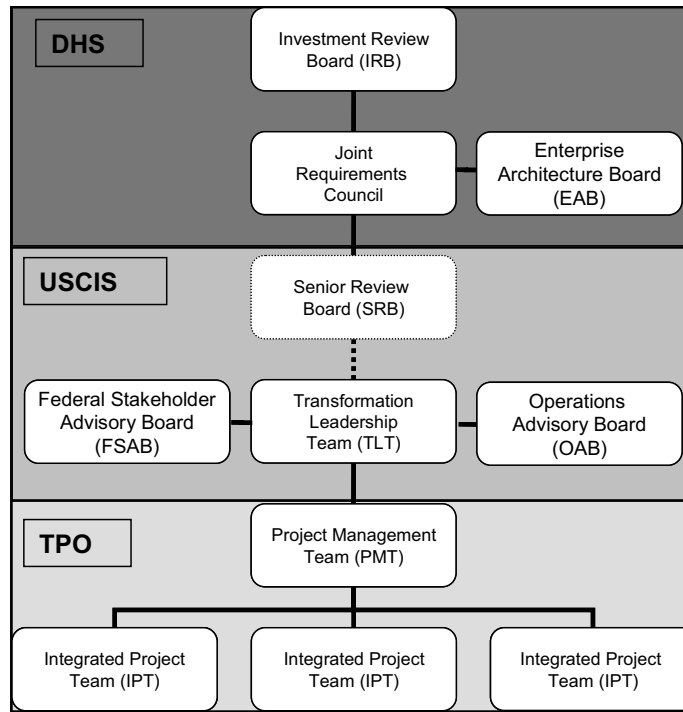 DHS
Investment Review
Board (IRB)
Joint
Requirements
Council
Enterprise
Architecture Board
(EAB)
USCIS
Senior Review
Board (SRB)
Federal Stakeholder
Advisory Board
(FSAB)
Transformation
Leadership
Team (TLT)
Operations
Advisory Board
(OAB)
TPO
Project Management
Team (PMT)
Integrated Project
Team (IPT)
Integrated Project
Team (IPT)
Integrated Project
Team (IPT)